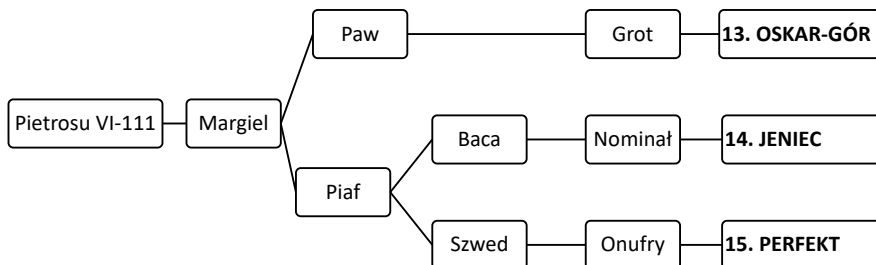 Paw
Grot
13. OSKAR-GÓR
Pietrosu VI-111
Margiel
Baca
Nominał
14. JENIEC
Piaf
Szwed
Onufry
15. PERFEKT